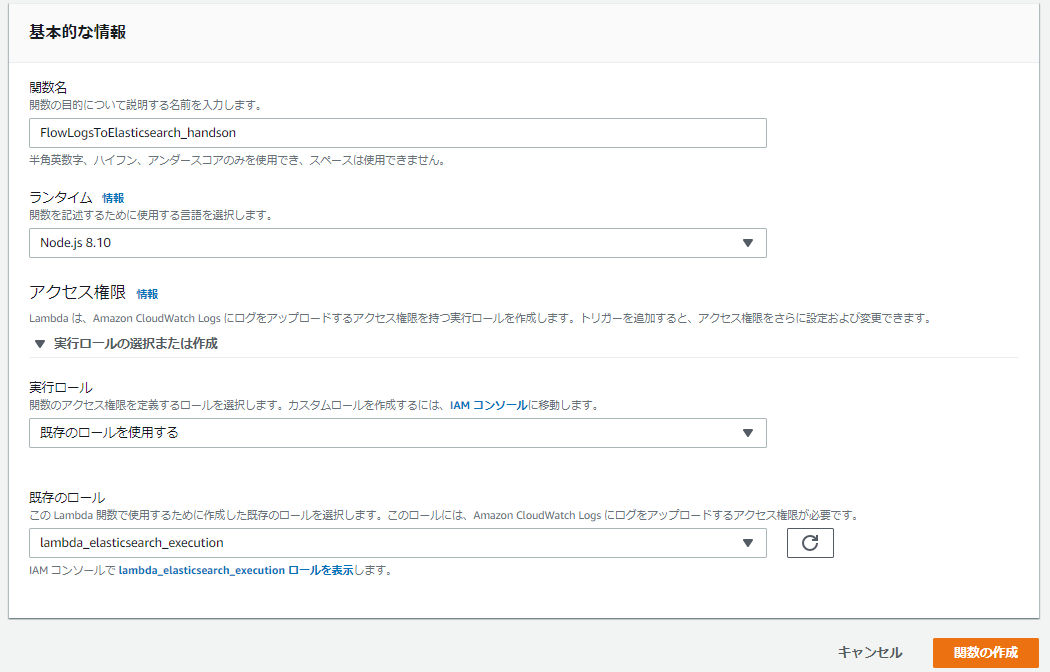 基本的な情報
関数名
関数の目的について説明する名前を入力します。
FlowLogsToElasticsearch_handson
半角英数字、ハイフン、アンダースコアのみを使用でき、スペースは使用できません。
ランタイム 情報
関数を記述するために使用する言語を選択します。
Node.js 8.10
アクセス権限 情報
Lambda は、Amazon CloudWatch Logs にログをアップロードするアクセス権限を持つ実行ロールを作成します。トリガーを追加すると、アクセス権限をさらに設定および変更できます。
▼ 実行ロールの選択または作成
実行ロール
関数のアクセス権限を定義するロールを選択します。カスタムロールを作成するには、IAM コンソールに移動します。
既存のロールを使用する
既存のロール
この Lambda 関数で使用するために作成した既存のロールを選択します。このロールには、Amazon CloudWatch Logs にログをアップロードするアクセス権限が必要です。
lambda_elasticsearch_execution
IAM コンソールで lambda_elasticsearch_execution ロールを表示します。
キャンセル 関数の作成